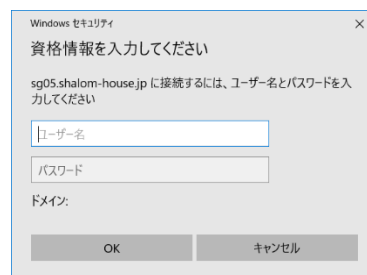 Windows セキュリティ
資格情報を入力してください
sg05.shalom-house.jp に接続するには、ユーザー名とパスワードを入
力してください
ユーザー名
パスワード
ドメイン:
OK キャンセル